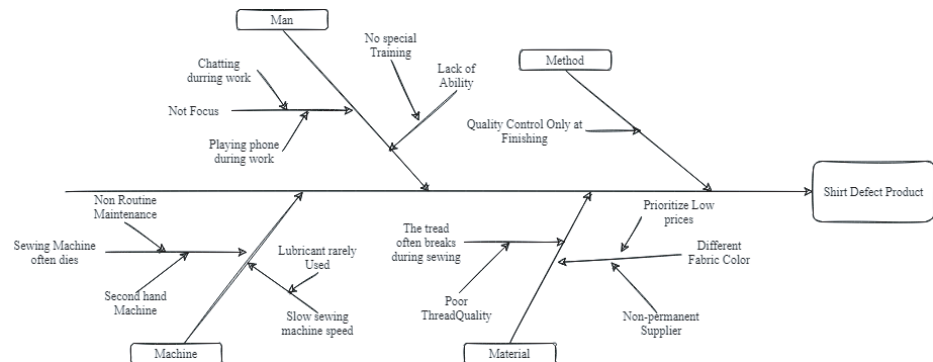 Man
No special
Training
Chatting
durring work
Lack of
Ability
Method
Not Focus
Playing phone
during work
Quality Control Only at
Finishing
Shirt Defect Product
Non Routine
Maintenance
Sewing Machine
often dies
Second hand
Machine
Lubricant rarely
Used
Slow sewing
machine speed
Machine
The tread
often breaks
during sewing
Poor
ThreadQuality
Prioritize Low
prices
Different
Fabric Color
Non-permanent
Supplier
Material